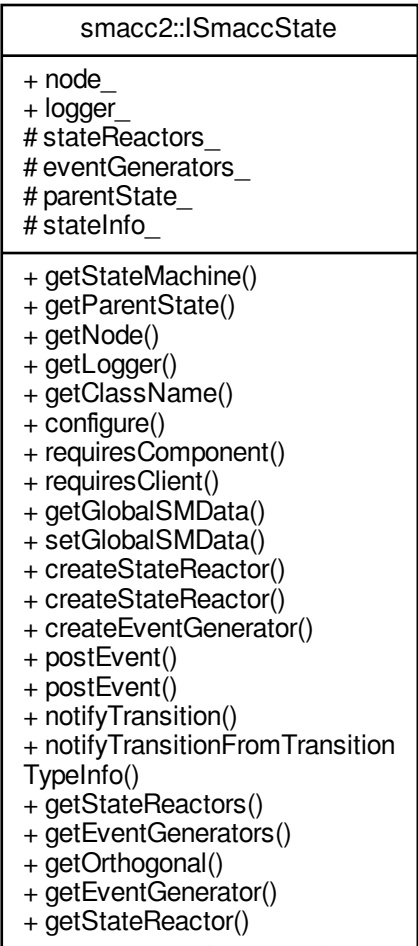 smacc2::ISmaccState
+ node_
+ logger_
# stateReactors_
# eventGenerators_
# parentState_
# stateInfo_
+ getStateMachine()
+ getParentState()
+ getNode()
+ getLogger()
+ getClassName()
+ configure()
+ requiresComponent()
+ requiresClient()
+ getGlobalSMData()
+ setGlobalSMData()
+ createStateReactor()
+ createStateReactor()
+ createEventGenerator()
+ postEvent()
+ postEvent()
+ notifyTransition()
+ notifyTransitionFromTransition
TypeInfo()
+ getStateReactors()
+ getEventGenerators()
+ getOrthogonal()
+ getEventGenerator()
+ getStateReactor()